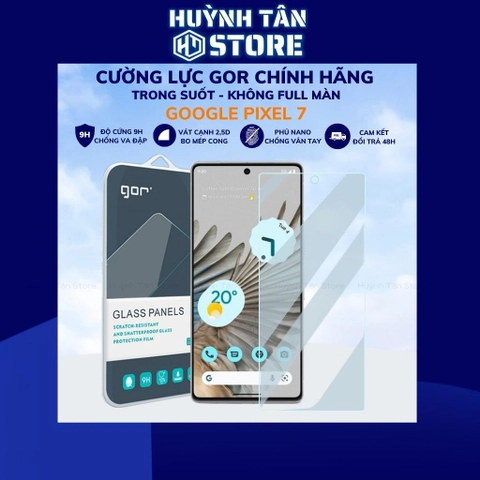 HUỲNH TÂN
STORE
CƯỜNG LỰC GOR CHÍNH HÃNG
TRONG SUỐT - KHÔNG FULL MÀN
GOOGLE PIXEL 7
9H
ĐỘ CỨNG 9H
CHỐNG VA ĐẬP
VÁT CẠNH 2,5D
BO MÉP CONG
PHỦ NANO
CHỐNG VÂN TAY
CAM KẾT
ĐỔI TRẢ 48H
gor
GLASS PANELS
SCRATCH-RESISTANT
AND SHATTERPROOF GLASS
PROTECTION FILM
9H
Tue 4
20°
G